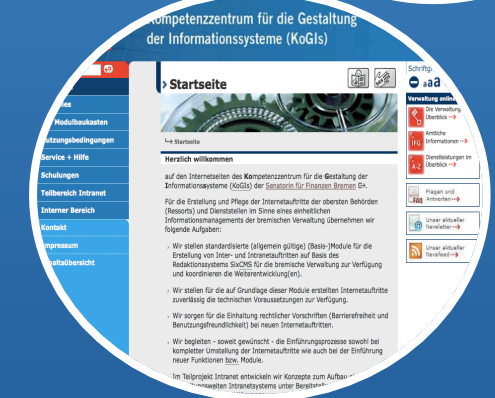 Kompetenzzentrum für die Gestaltung
der Informationssysteme (KoGIs)
Modulbaukasten
Nutzungsbedingungen
Service + Hilfe
Schulungen
Teilbereich Intranet
Interner Bereich
Kontakt
Impressum
Inhaltsübersicht
› Startseite
Startseite
Herzlich willkommen
auf den Internetseiten des Kompetenzzentrum für die Gestaltung der
Informationssysteme (KoGIs) der Senatorin für Finanzen Bremen
Für die Erstellung und Pflege der Internetauftritte der obersten Behörden
(Ressorts) und Dienststellen im Sinne eines einheitlichen
Informationsmanagements der bremischen Verwaltung übernehmen wir
folgende Aufgaben:
› Wir stellen standardisierte (allgemein gültige) (Basis-)Module für die
Erstellung von Inter- und Intranetauftritten auf Basis des
Redaktionssystems SixCMS für die bremische Verwaltung zur Verfügung
und koordinieren die Weiterentwicklung(en).
› Wir stellen für die auf Grundlage dieser Module erstellten Internetauftritte
zuverlässig die technischen Voraussetzungen zur Verfügung.
› Wir sorgen für die Einhaltung rechtlicher Vorschriften (Barrierefreiheit und
Benutzungsfreundlichkeit) bei neuen Internetauftritten.
› Wir begleiten - soweit gewünscht - die Einführungsprozesse sowohl bei
kompletter Umstellung der Internetauftritte wie auch bei der Einführung
neuer Funktionen bzw. Module.
Im Teilprojekt Intranet entwickeln wir Konzepte zum Aufbau
Intranetsystems unter
Schriftgr
aaa
Verwaltung online
Die Verwaltung
Überblick
IFG
Amtliche
Informationen
A-Z
Dienstleistungen im
Überblick
FAQ
Fragen und
Antworten
@
Unser aktueller
Newsletter
Unser aktueller
Newsfeed